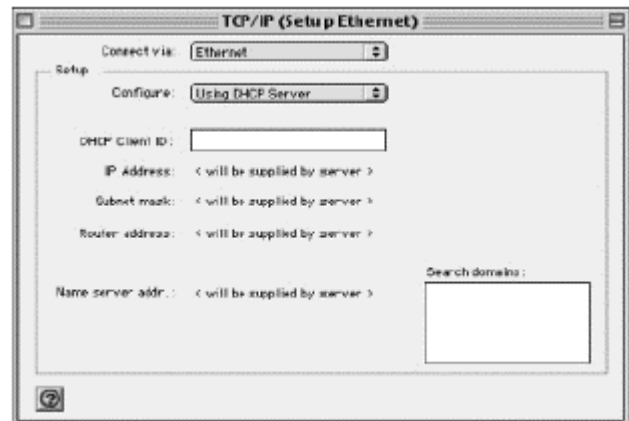 TCP/IP (Setup Ethernet)
Connect via: Ethernet
Setup
Configure: Using DHCP Server
DHCP Client ID:
IP Address: < will be supplied by server >
Subnet mask: < will be supplied by server >
Router address: < will be supplied by server >
Search domains:
Name server addr.: < will be supplied by server >
?